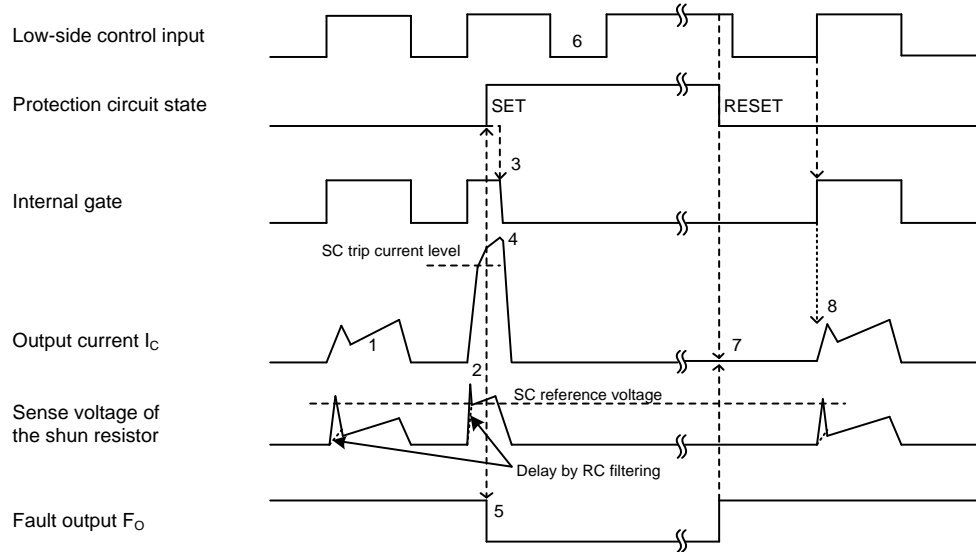 Low-side control input
6
Protection circuit state
SET
RESET
3
Internal gate
4
SC trip current level
8
Output current IC
1
7
2
SC reference voltage
Sense voltage of
the shun resistor
Delay by RC filtering
5
Fault output FO